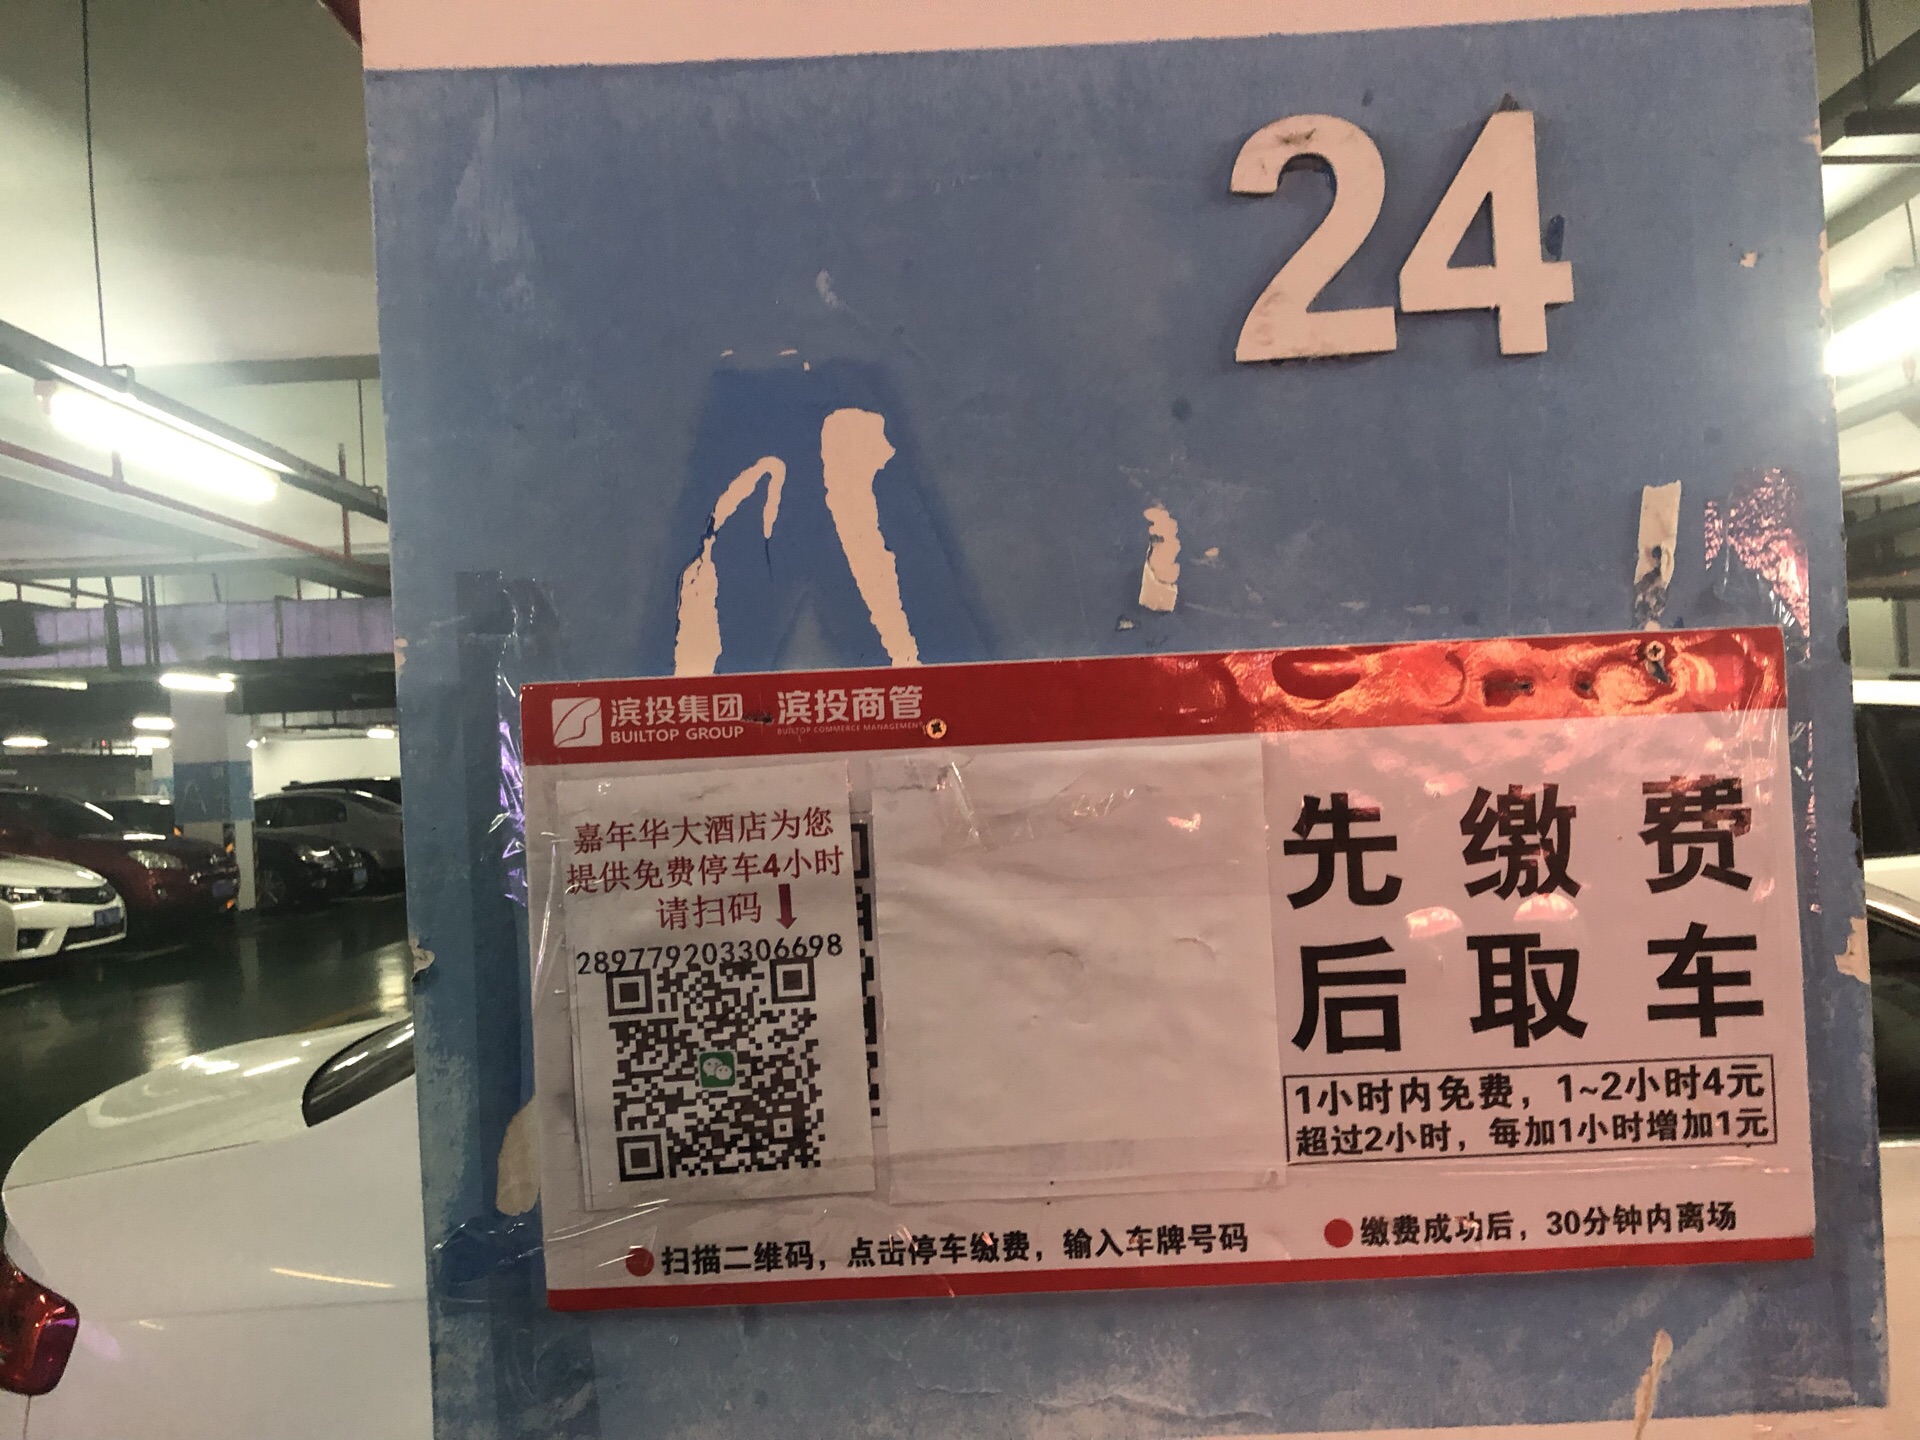 24
滨投集团 滨投商管
BUILTOP GROUP BUILTOP COMMERCE MANAGEMENT
嘉年华大酒店为您
提供免费停车4小时
请扫码
289779203306698
先缴费
后取车
1小时内免费，1~2小时4元
超过2小时，每加1小时增加1元
扫描二维码，点击停车缴费，输入车牌号码
缴费成功后，30分钟内离场